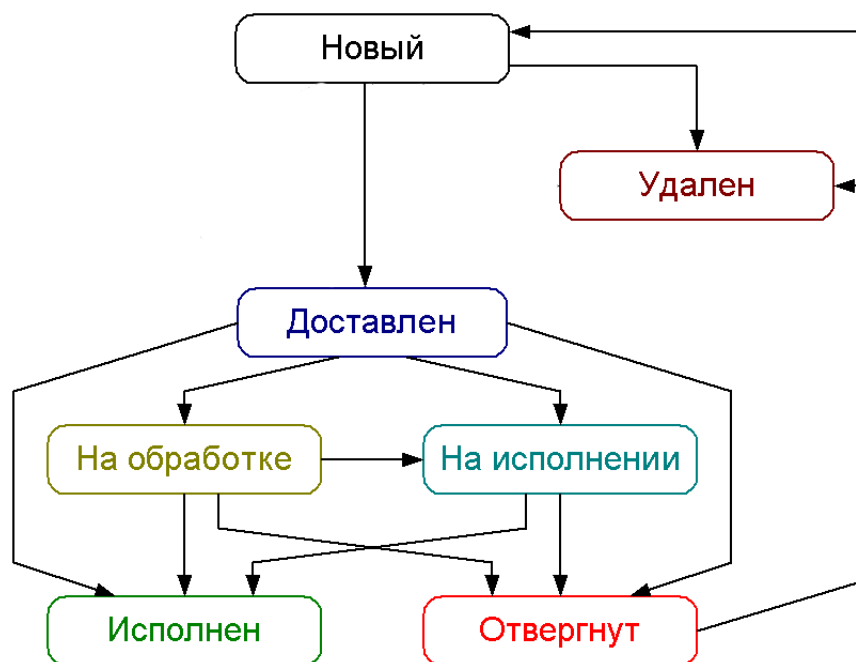 Новый
Удален
Доставлен
На обработке
На исполнении
Исполнен
Отвергнут